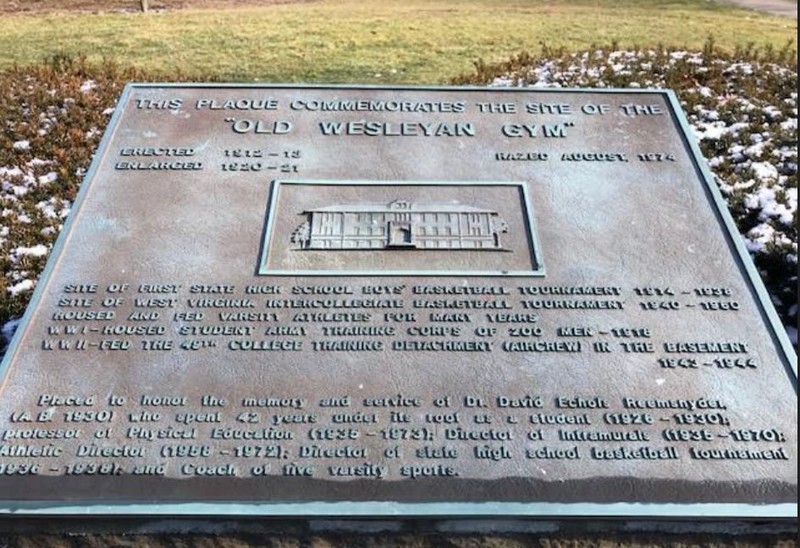 THIS PLAQUE COMMEMORATES THE SITE OF THE
"OLD WESLEYAN GYM"
ERECTED 1912 - 13 RAZED AUGUST, 1974
ENLARGED 1920 - 21
SITE OF FIRST STATE HIGH SCHOOL BOYS' BASKETBALL TOURNAMENT 1914 - 1938
SITE OF WEST VIRGINIA INTERCOLLEGIATE BASKETBALL TOURNAMENT 1940 - 1960
HOUSED AND FED VARSITY ATHLETES FOR MANY YEARS
WWI-HOUSED STUDENT ARMY TRAINING CORPS OF 200 MEN - 1918
WWII-FED THE 49TH COLLEGE TRAINING DETACHMENT (AIRCREW) IN THE BASEMENT
1943 - 1944
Placed to honor the memory and service of Dr. David Echols Reemsnyder,
(A.B. 1930) who spent 42 years under its roof as a student (1926 - 1930);
professor of Physical Education (1935 - 1973); Director of Intramurals (1935 - 1970);
Athletic Director (1958 - 1972); Director of state high school basketball tournament
1936 - 1938); and Coach of five varsity sports.